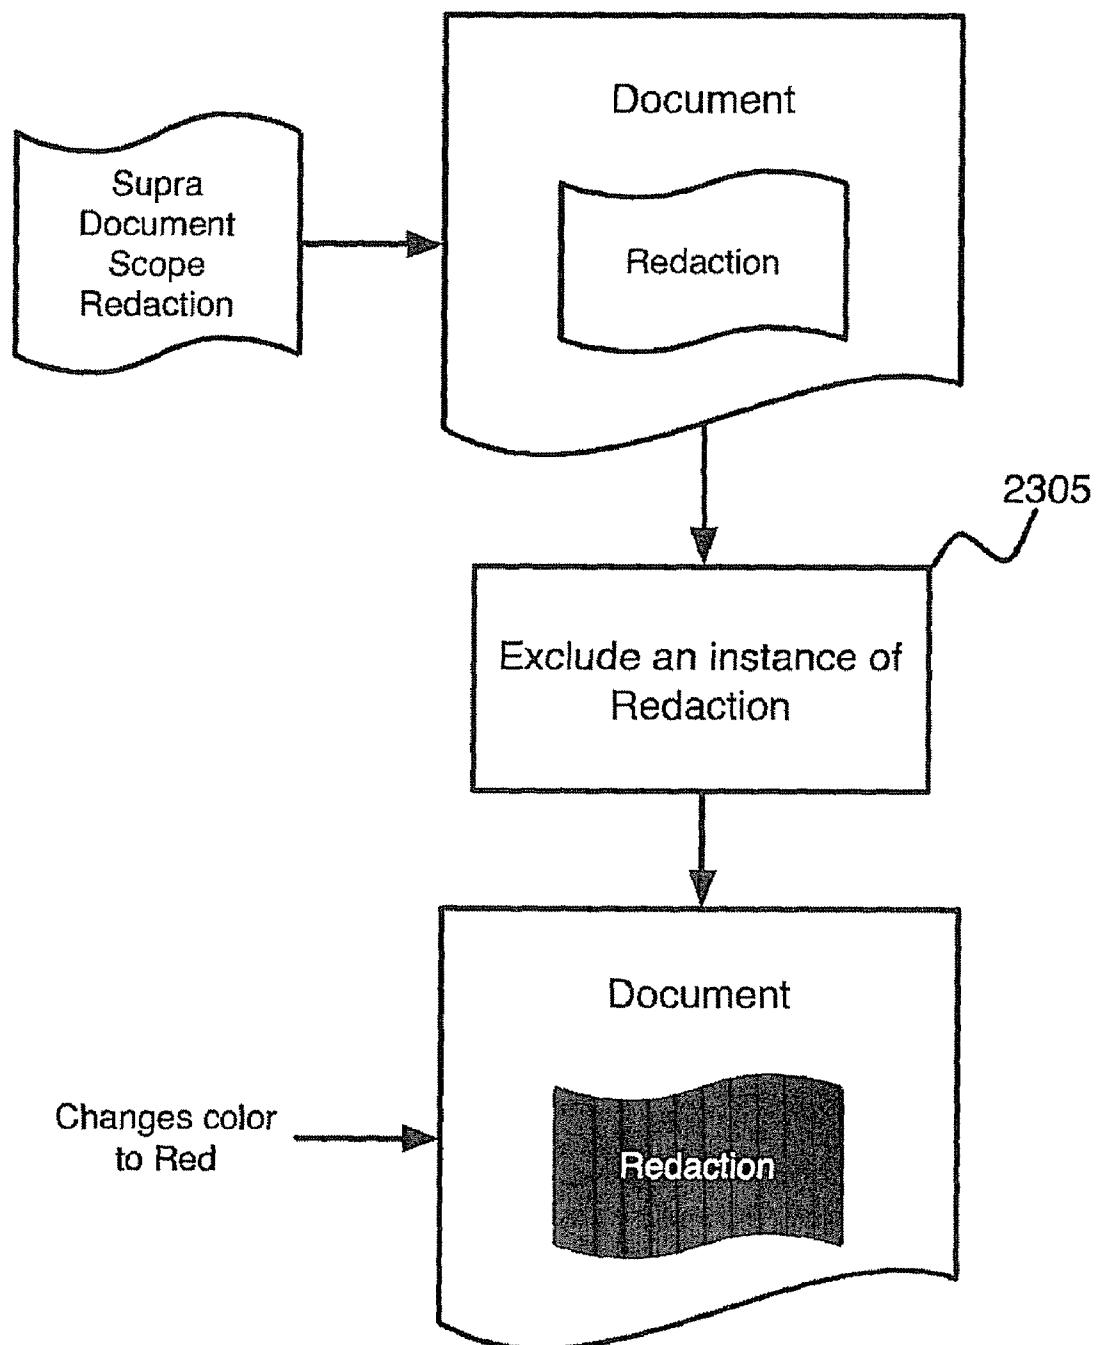 Document
Supra
Document
Scope
Redaction
Redaction
2305
Exclude an instance of
Redaction
Document
Changes color
to Red
Redaction